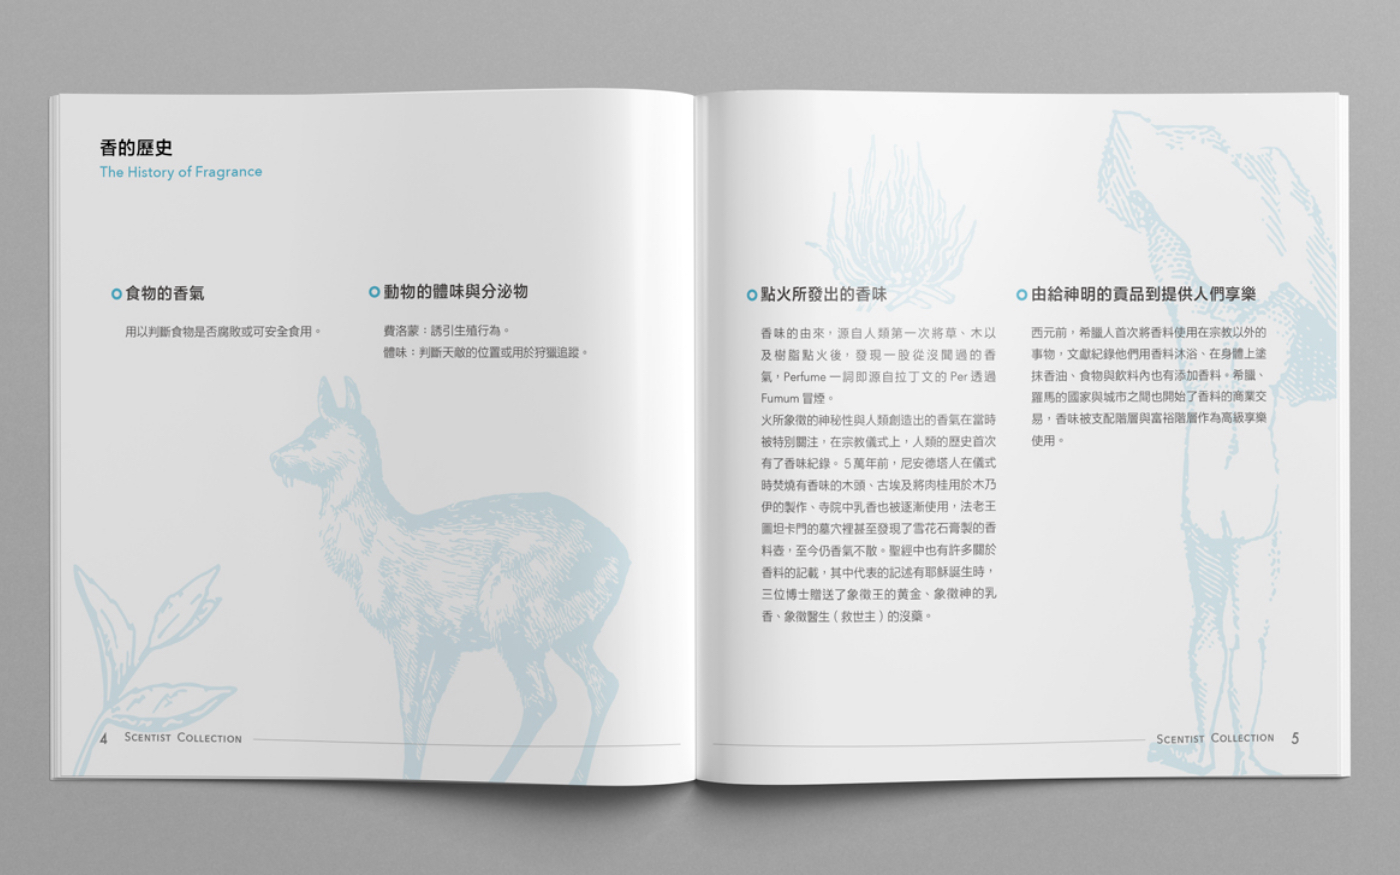 香的歷史
The History of Fragrance
食物的香氣
用以判斷食物是否腐敗或可安全食用。
動物的體味與分泌物
費洛蒙：誘引生殖行為。
體味：判斷天敵的位置或用於狩獵追蹤。
4 SCENTIST COLLECTION
點火所發出的香味
香味的由來，源自人類第一次將草、木以
及樹脂點火後，發現一股從沒聞過的香
氣，Perfume 一詞即源自拉丁文的 Per 透過
Fumum 冒煙。
火所象徵的神秘性與人類創造出的香氣在當時
被特別關注，在宗教儀式上，人類的歷史首次
有了香味紀錄。5 萬年前，尼安德塔人在儀式
時焚燒有香味的木頭、古埃及將肉桂用於木乃
伊的製作、寺院中乳香也被逐漸使用，法老王
圖坦卡門的墓穴裡甚至發現了雪花石膏製的香
料壺，至今仍香氣不散。聖經中也有許多關於
香料的記載，其中代表的記述有耶穌誕生時，
三位博士贈送了象徵王的黃金、象徵神的乳
香、象徵醫生（救世主）的沒藥。
由給神明的貢品到提供人們享樂
西元前，希臘人首次將香料使用在宗教以外的
事物，文獻紀錄他們用香料沐浴、在身體上塗
抹香油、食物與飲料內也有添加香料。希臘、
羅馬的國家與城市之間也開始了香料的商業交
易，香味被支配階層與富裕階層作為高級享樂
使用。
SCENTIST COLLECTION 5